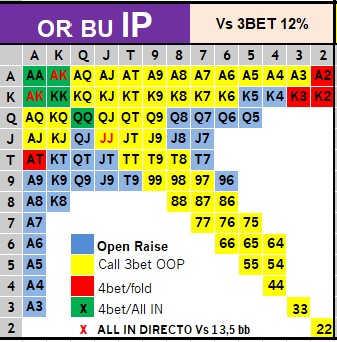 OR BU IP Vs 3BET 12%
A K Q J T 9 8 7 6 5 4 3 2
A AA AK AQ AJ AT A9 A8 A7 A6 A5 A4 A3 A2
K AK KK KQ KJ KT K9 K8 K7 K6 K5 K4 K3 K2
Q AQ KQ QQ QJ QT Q9 Q8 Q7 Q6 Q5
J AJ KJ QJ JJ JT J9 J8 J7
T AT KT QT JT TT T9 T8 T7
9 A9 K9 Q9 J9 T9 99 98 97 96
8 A8 K8 88 87 86
7 A7 77 76 75
6 A6 Open Raise 66 65 64
5 A5 Call 3bet OOP 55 54
4 A4 4bet/fold 44
3 A3 X 4bet/All IN 33
2 X ALL IN DIRECTO Vs 13,5 bb 22